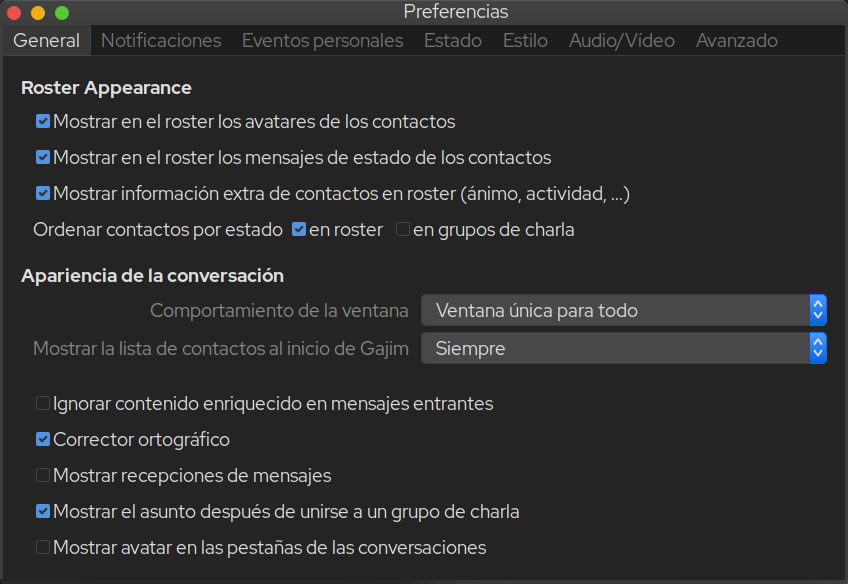 Preferencias
General Notificaciones Eventos personales Estado Estilo Audio/Vídeo Avanzado
Roster Appearance
Mostrar en el roster los avatares de los contactos
Mostrar en el roster los mensajes de estado de los contactos
Mostrar información extra de contactos en roster (ánimo, actividad, ...)
Ordenar contactos por estado en roster en grupos de charla
Apariencia de la conversación
Comportamiento de la ventana Ventana única para todo
Mostrar la lista de contactos al inicio de Gajim Siempre
Ignorar contenido enriquecido en mensajes entrantes
Corrector ortográfico
Mostrar recepciones de mensajes
Mostrar el asunto después de unirse a un grupo de charla
Mostrar avatar en las pestañas de las conversaciones